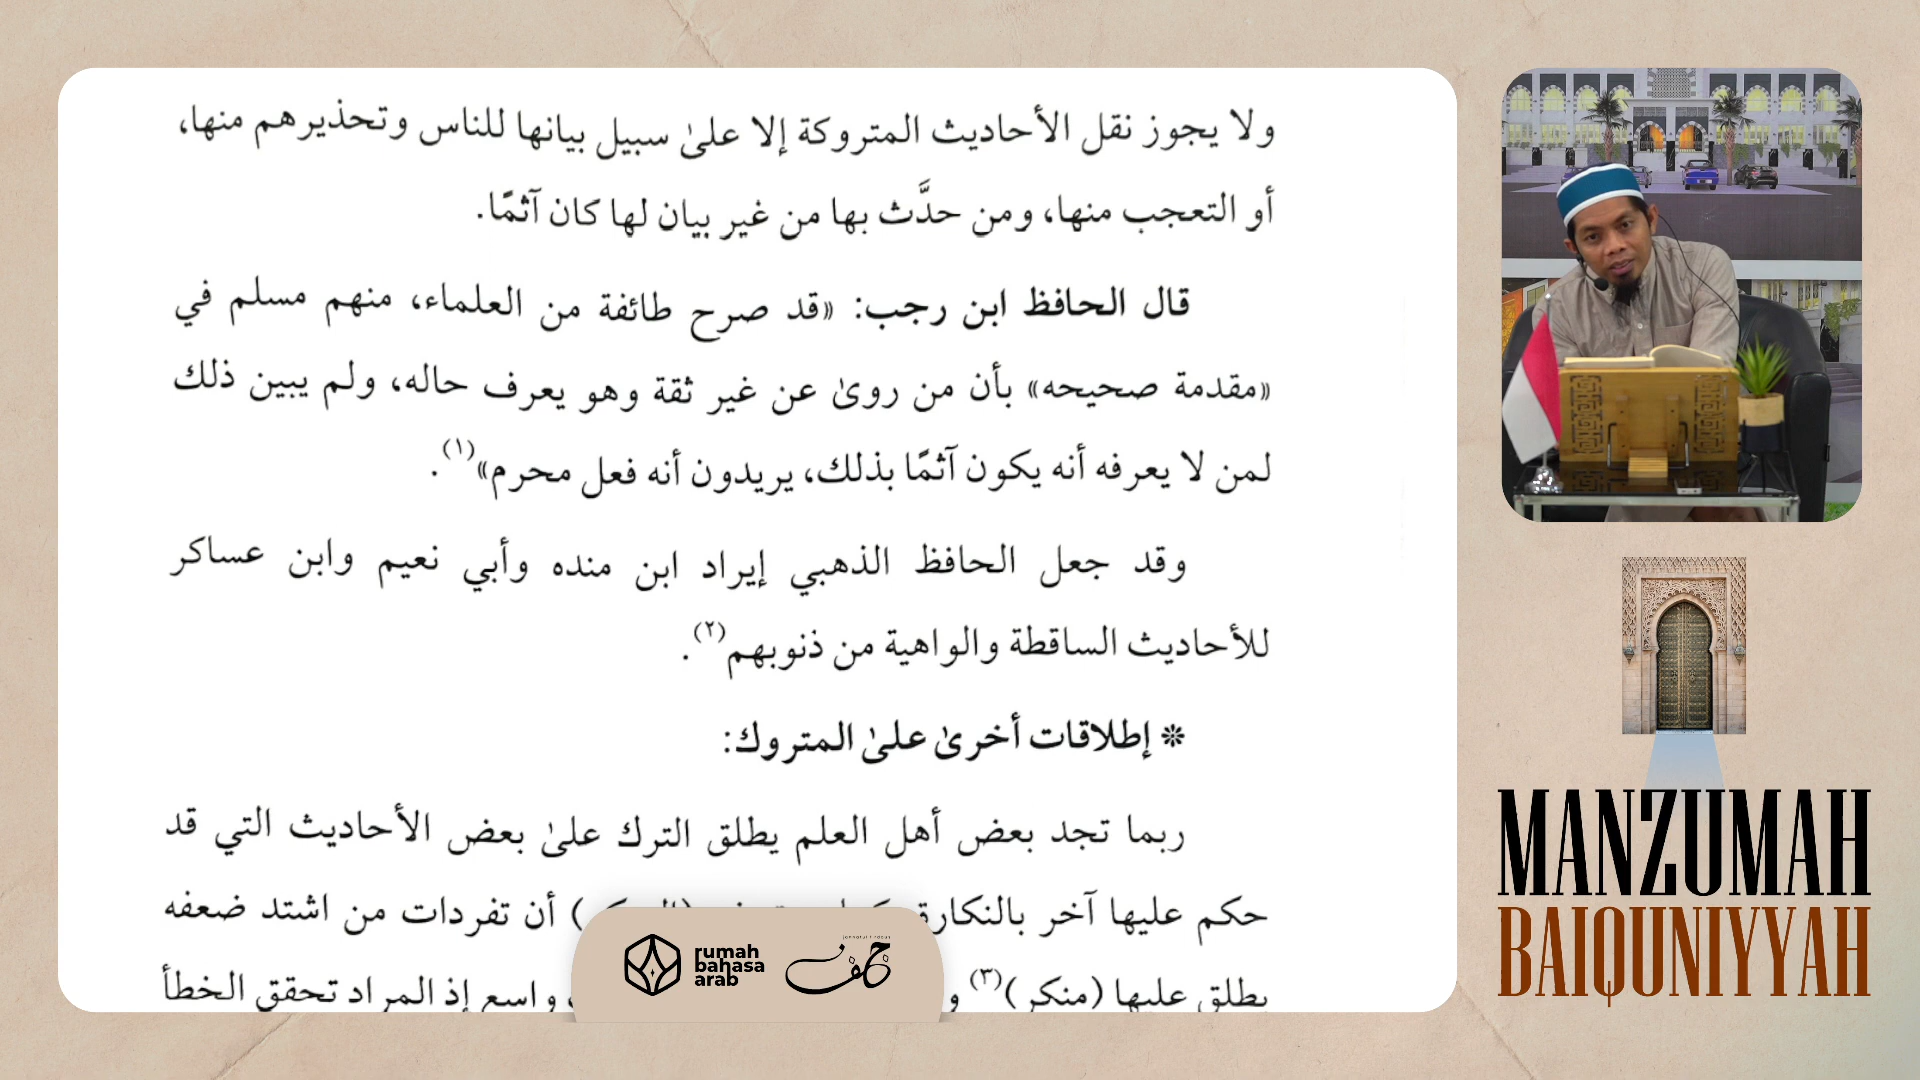 ولا يجوز نقل الأحاديث المتروكة إلا علىٰ سبيل بيانها للناس وتحذيرهم منها،
أو التعجب منها، ومن حدَّث بها من غير بيان لها كان آثمًا.
قال الحافظ ابن رجب: «قد صرح طائفة من العلماء، منهم مسلم في
«مقدمة صحيحه» بأن من روىٰ عن غير ثقة وهو يعرف حاله، ولم يبين ذلك
لمن لا يعرفه أنه يكون آثمًا بذلك، يريدون أنه فعل محرم»(١).
وقد جعل الحافظ الذهبي إيراد ابن منده وأبي نعيم وابن عساكر
للأحاديث الساقطة والواهية من ذنوبهم(٢).
❊ إطلاقات أخرىٰ علىٰ المتروك:
ربما تجد بعض أهل العلم يطلق الترك علىٰ بعض الأحاديث التي قد
حكم عليها آخر بالنكارة ) أن تفردات من اشتد ضعفه
يطلق عليها (منكر)(٣) واسع إذ المراد تحقق الخطأ
rumah
bahasa
arab
MANZUMAH
BAIQUNIYYAH